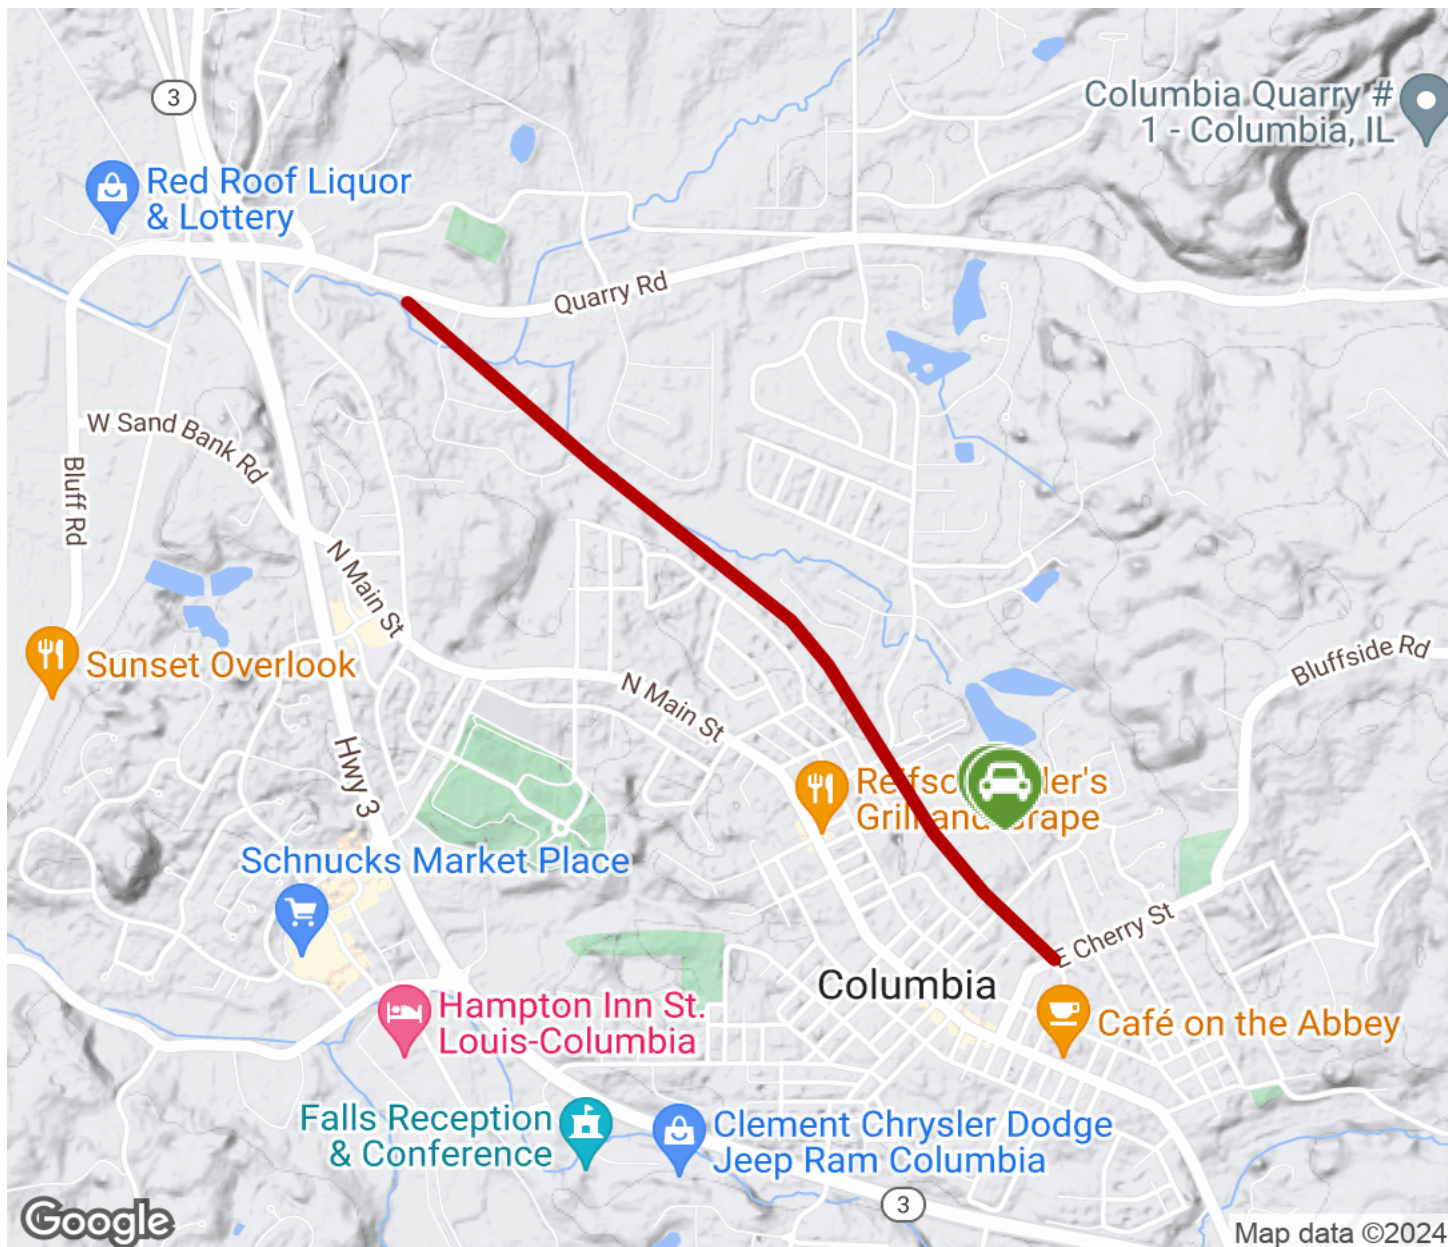 3
Columbia Quarry #
1 - Columbia, IL
Red Roof Liquor
& Lottery
Quarry Rd
W Sand Bank Rd
Bluff Rd
N Main St
Sunset Overlook
Bluffside Rd
N Main St
Hwy 3
Grill and Grape
Schnucks Market Place
E Cherry St
Columbia
Hampton Inn St.
Louis-Columbia
Café on the Abbey
Falls Reception
& Conference
Clement Chrysler Dodge
Jeep Ram Columbia
3
Google
Map data ©2024